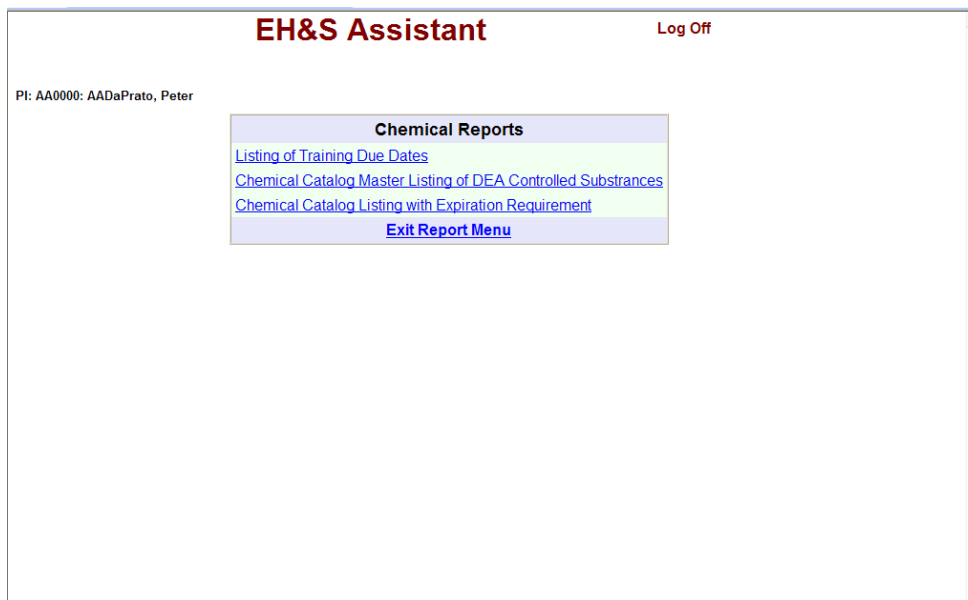 EH&S Assistant
Log Off
PI: AA0000: AADaPrato, Peter
Chemical Reports
Listing of Training Due Dates
Chemical Catalog Master Listing of DEA Controlled Substrances
Chemical Catalog Listing with Expiration Requirement
Exit Report Menu